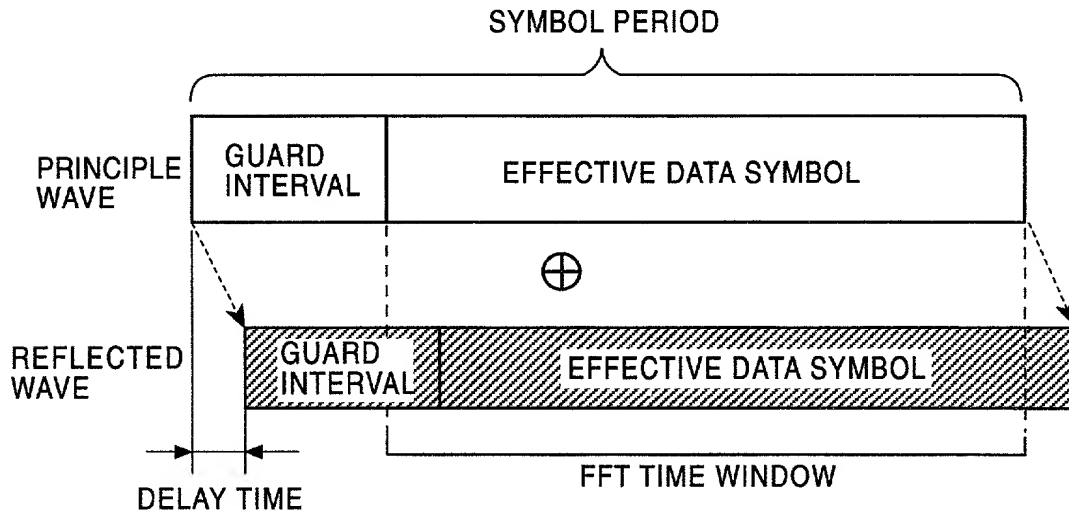 SYMBOL PERIOD
PRINCIPLE
WAVE
GUARD
INTERVAL
EFFECTIVE DATA SYMBOL
REFLECTED
WAVE
GUARD
INTERVAL
EFFECTIVE DATA SYMBOL
DELAY TIME
FFT TIME WINDOW